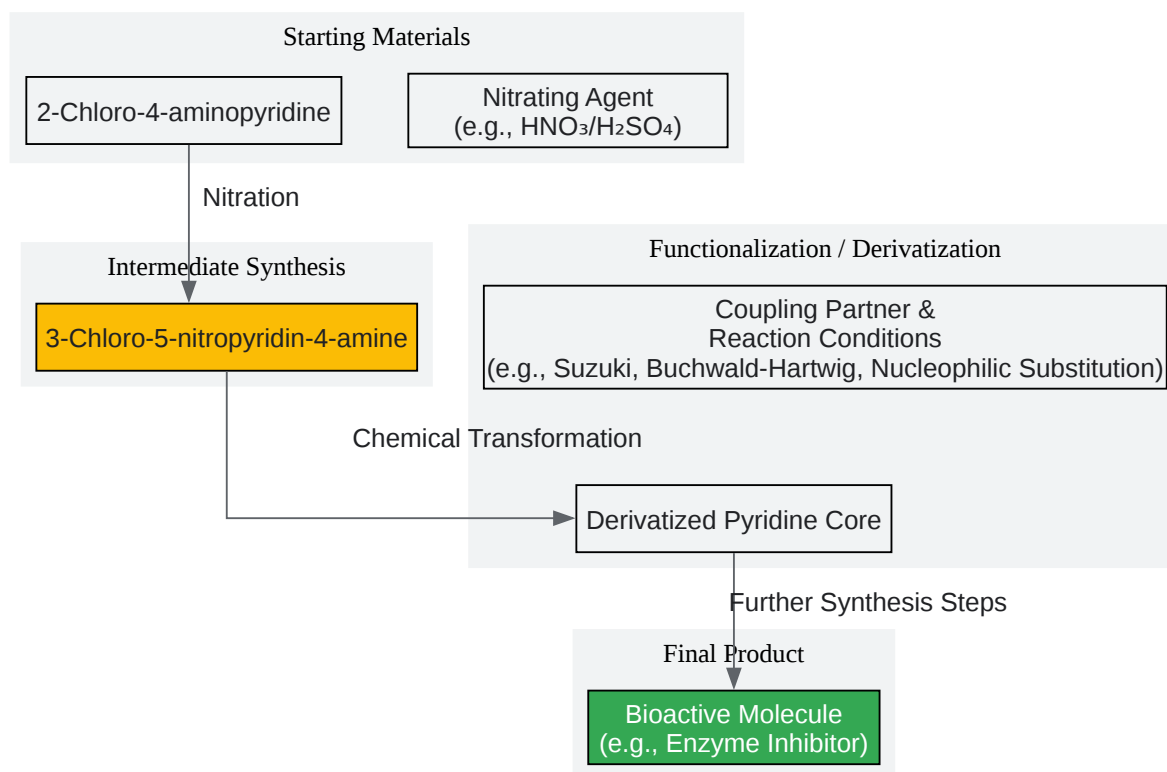 Starting Materials
2-Chloro-4-aminopyridine
Nitrating Agent
(e.g., HNO₃/H₂SO₄)
Nitration
Intermediate Synthesis
3-Chloro-5-nitropyridin-4-amine
Functionalization / Derivatization
Coupling Partner &
Reaction Conditions
(e.g., Suzuki, Buchwald-Hartwig, Nucleophilic Substitution)
Chemical Transformation
Derivatized Pyridine Core
Further Synthesis Steps
Final Product
Bioactive Molecule
(e.g., Enzyme Inhibitor)